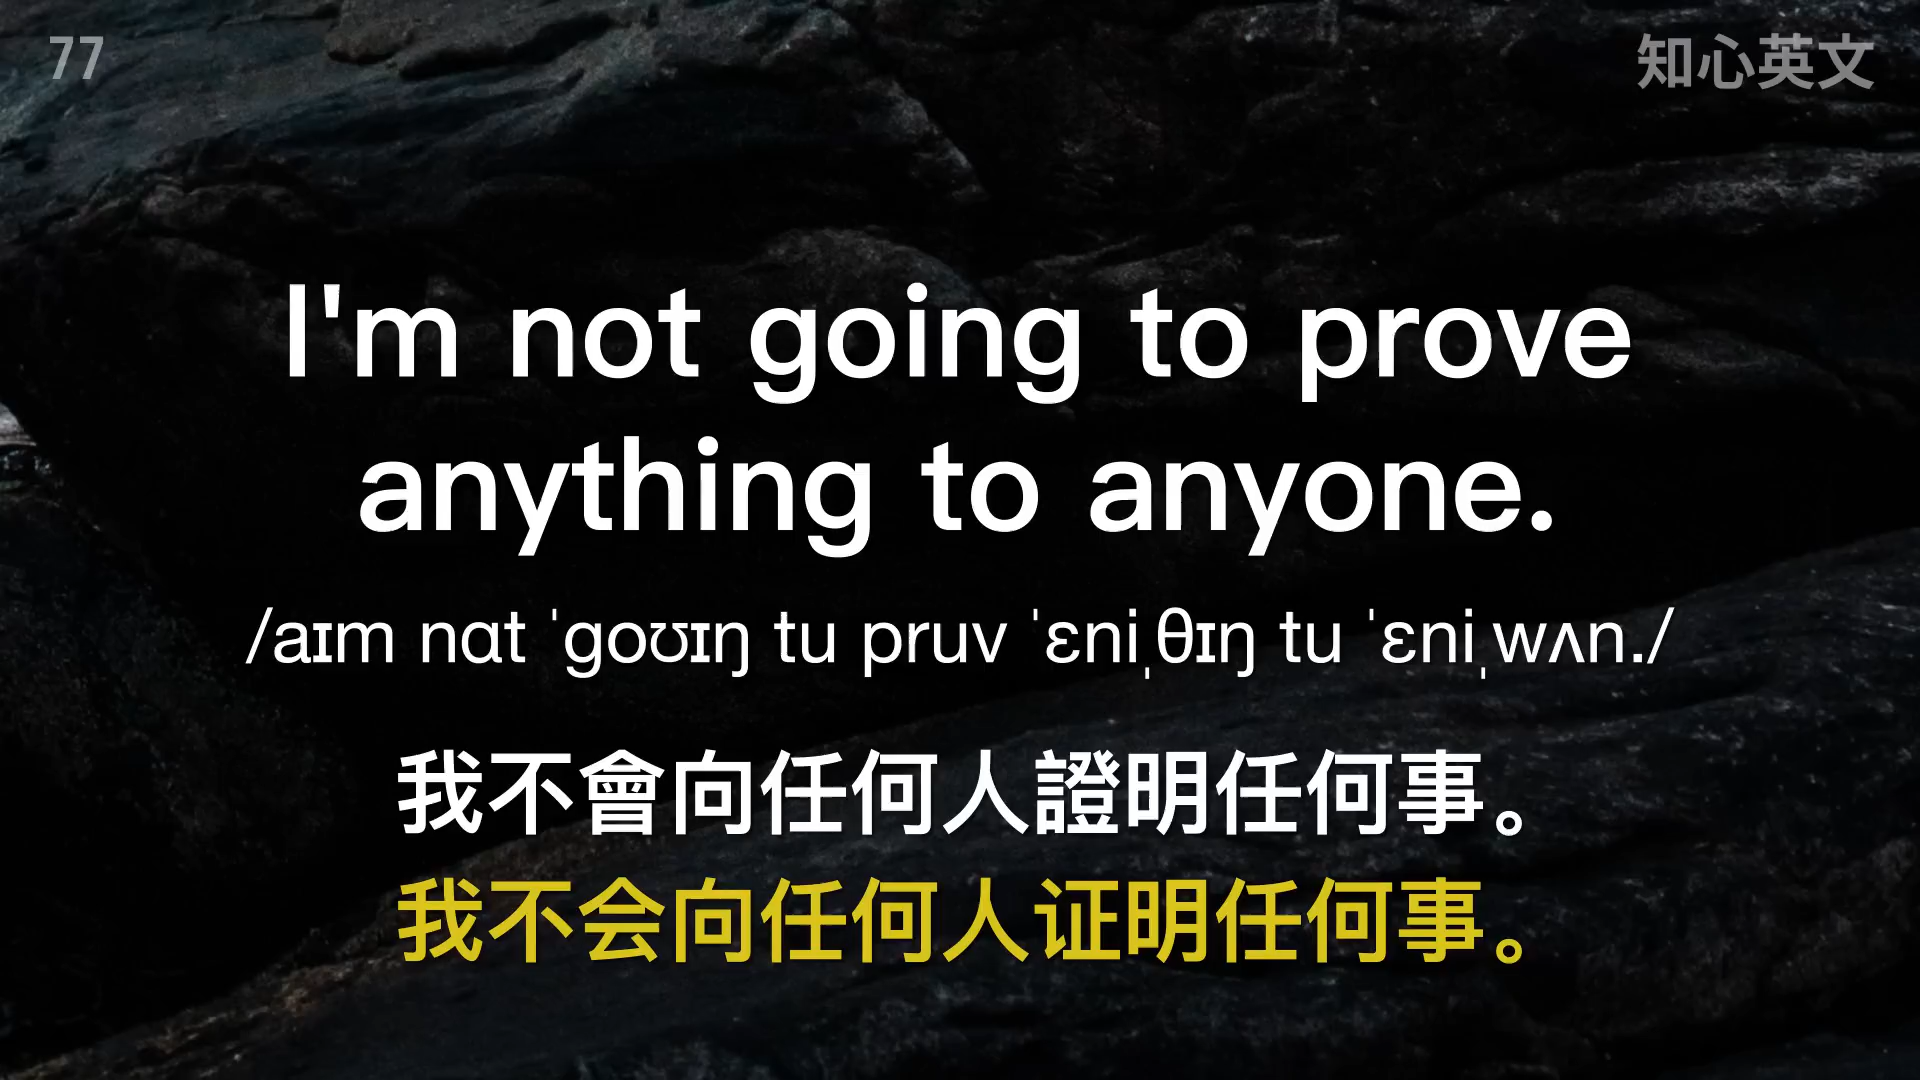 77
知心英文
I'm not going to prove
anything to anyone.
/aɪm nɑt ˈɡoʊɪŋ tu pruv ˈɛniˌθɪŋ tu ˈɛniˌwʌn./
我不會向任何人證明任何事。
我不会向任何人证明任何事。